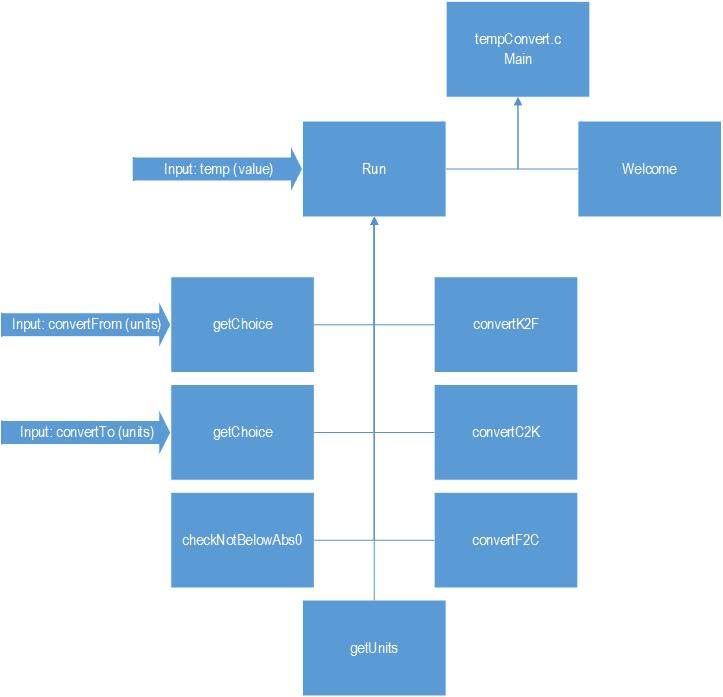 tempConvert.c
Main
Input: temp (value)
Run
Welcome
Input: convertFrom (units)
getChoice
convertK2F
Input: convertTo (units)
getChoice
convertC2K
checkNotBelowAbs0
convertF2C
getUnits